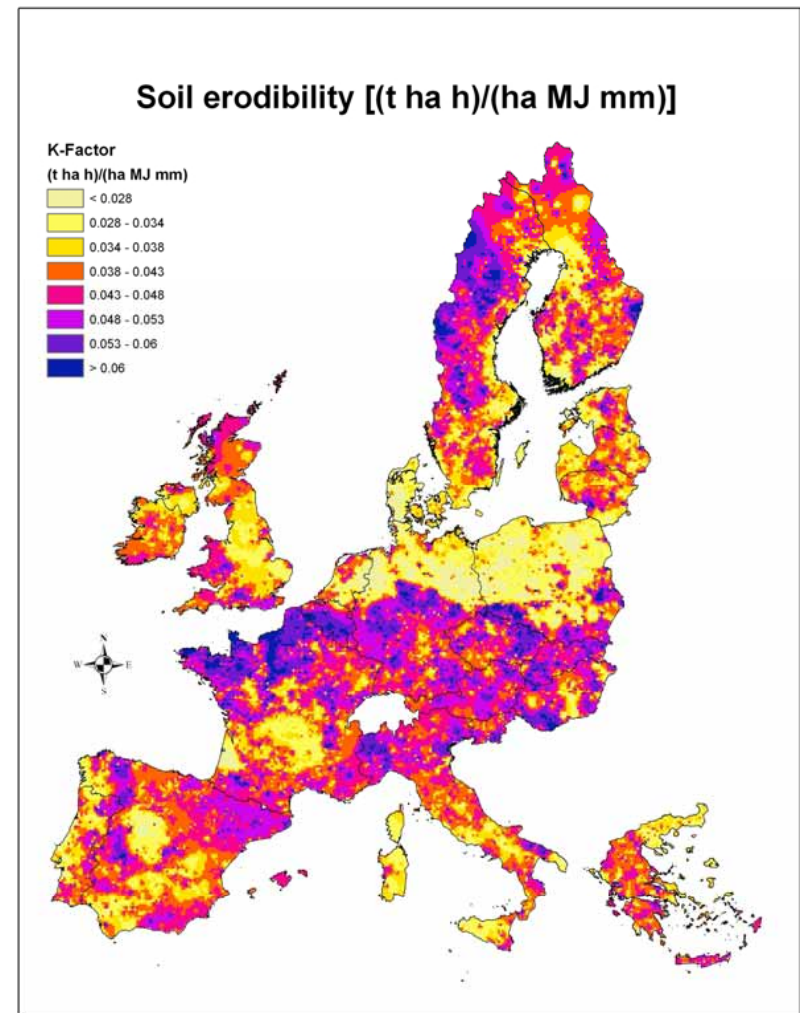 Soil erodibility [(t ha h)/(ha MJ mm)]
K-Factor
(t ha h)/(ha MJ mm)
< 0.028
0.028 - 0.034
0.034 - 0.038
0.038 - 0.043
0.043 - 0.048
0.048 - 0.053
0.053 - 0.06
> 0.06
N
W
E
S